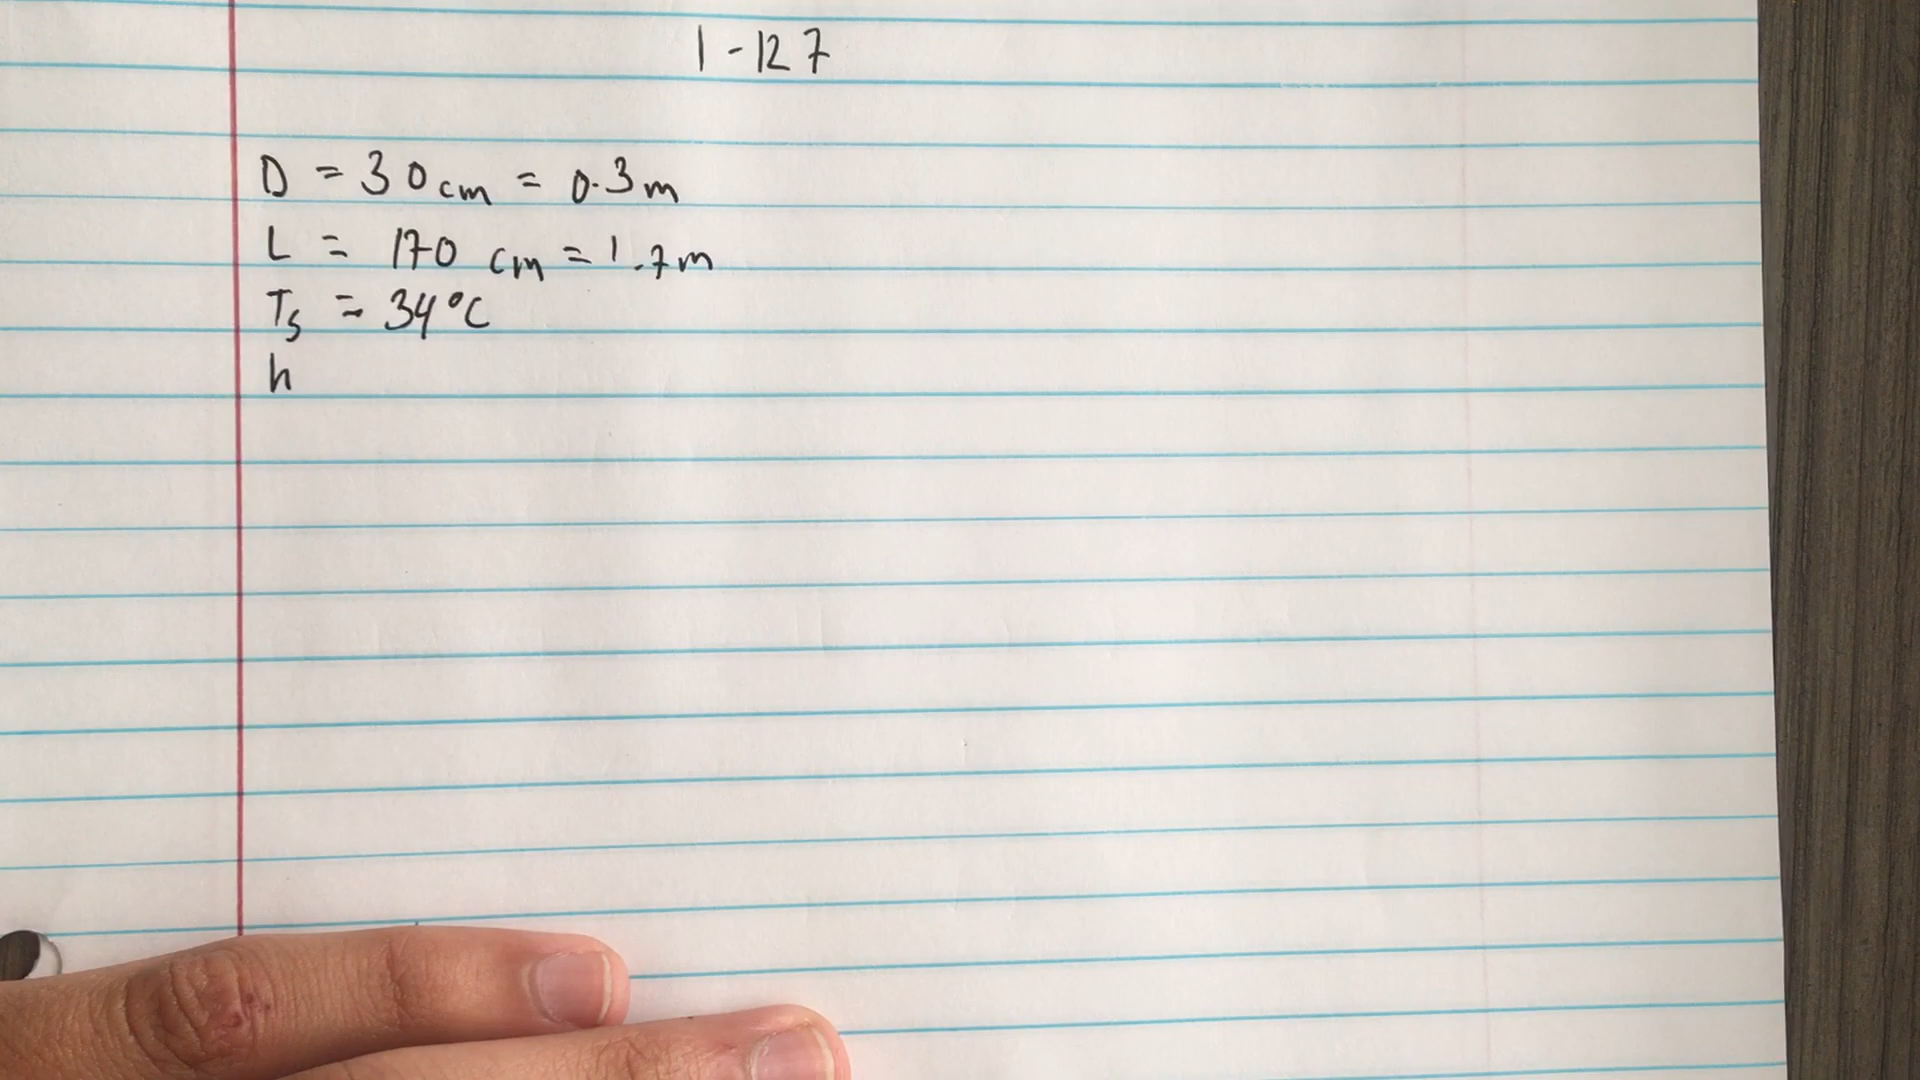 1-127
D = 30 cm = 0.3 m
L = 170 cm = 1.7 m
Ts = 34°C
h